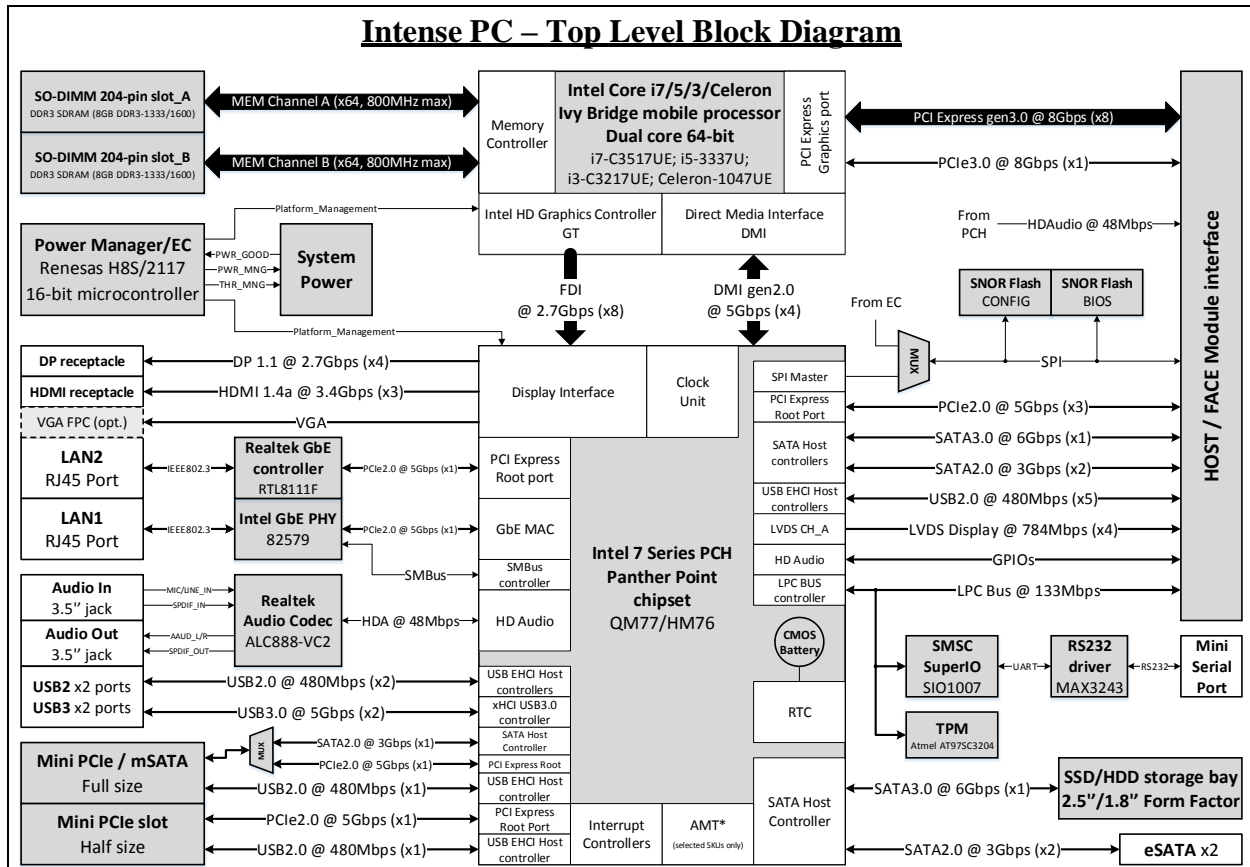 Intense PC – Top Level Block Diagram
SO-DIMM 204-pin slot_A
DDR3 SDRAM (8GB DDR3-1333/1600)
SO-DIMM 204-pin slot_B
DDR3 SDRAM (8GB DDR3-1333/1600)
MEM Channel A (x64, 800MHz max)
MEM Channel B (x64, 800MHz max)
Memory
Controller
Intel Core i7/5/3/Celeron
Ivy Bridge mobile processor
Dual core 64-bit
i7-C3517UE; i5-3337U;
i3-C3217UE; Celeron-1047UE
PCI Express
Graphics port
Intel HD Graphics Controller
GT
Direct Media Interface
DMI
PCI Express gen3.0 @ 8Gbps (x8)
PCIe3.0 @ 8Gbps (x1)
From
PCH
HDAudio @ 48Mbps
HOST / FACE Module interface
Power Manager/EC
Renesas H8S/2117
16-bit microcontroller
Platform_Management
PWR_GOOD
PWR_MNG
THR_MNG
System
Power
Platform_Management
FDI
@ 2.7Gbps (x8)
DMI gen2.0
@ 5Gbps (x4)
From EC
MUX
SNOR Flash
CONFIG
SNOR Flash
BIOS
SPI
DP receptacle
HDMI receptacle
VGA FPC (opt.)
DP 1.1 @ 2.7Gbps (x4)
HDMI 1.4a @ 3.4Gbps (x3)
VGA
Display Interface
Clock
Unit
SPI Master
PCI Express
Root Port
SATA Host
controllers
USB EHCI Host
controllers
LVDS CH_A
HD Audio
LPC BUS
controller
PCIe2.0 @ 5Gbps (x3)
SATA3.0 @ 6Gbps (x1)
SATA2.0 @ 3Gbps (x2)
USB2.0 @ 480Mbps (x5)
LVDS Display @ 784Mbps (x4)
GPIOs
LPC Bus @ 133Mbps
LAN2
RJ45 Port
IEEE802.3
Realtek GbE
controller
RTL8111F
PCIe2.0 @ 5Gbps (x1)
PCI Express
Root port
LAN1
RJ45 Port
IEEE802.3
Intel GbE PHY
82579
PCIe2.0 @ 5Gbps (x1)
GbE MAC
SMBus
SMBus
controller
Intel 7 Series PCH
Panther Point
chipset
QM77/HM76
Audio In
3.5’’ jack
Audio Out
3.5’’ jack
MIC/LINE_IN
SPDIF_IN
AAUD_L/R
SPDIF_OUT
Realtek
Audio Codec
ALC888-VC2
HDA @ 48Mbps
HD Audio
CMOS
Battery
RTC
SMSC
SuperIO
SIO1007
UART
RS232
driver
MAX3243
RS232
Mini
Serial
Port
TPM
Atmel AT97SC3204
USB2 x2 ports
USB3 x2 ports
USB2.0 @ 480Mbps (x2)
USB3.0 @ 5Gbps (x2)
USB EHCI Host
controllers
xHCI USB3.0
controller
SATA Host
Controller
PCI Express Root
USB EHCI Host
controller
PCI Express
Root Port
USB EHCI Host
controller
Mini PCIe / mSATA
Full size
MUX
SATA2.0 @ 3Gbps (x1)
PCIe2.0 @ 5Gbps (x1)
USB2.0 @ 480Mbps (x1)
Mini PCIe slot
Half size
PCIe2.0 @ 5Gbps (x1)
USB2.0 @ 480Mbps (x1)
Interrupt
Controllers
AMT*
(selected SKUs only)
SATA Host
Controller
SATA3.0 @ 6Gbps (x1)
SSD/HDD storage bay
2.5’’/1.8’’ Form Factor
SATA2.0 @ 3Gbps (x2)
eSATA x2